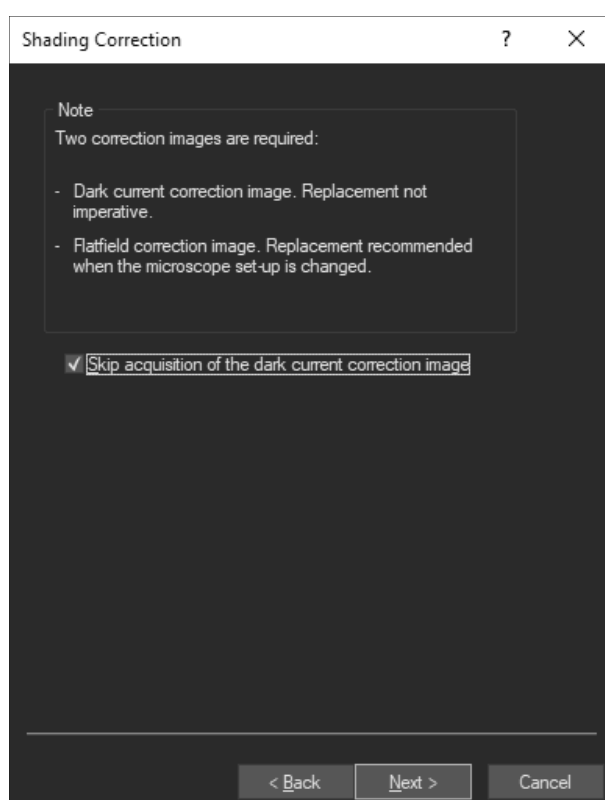 Shading Correction ?
Note
Two correction images are required:
- Dark current correction image. Replacement not
imperative.
- Flatfield correction image. Replacement recommended
when the microscope set-up is changed.
Skip acquisition of the dark current correction image
< Back Next > Cancel